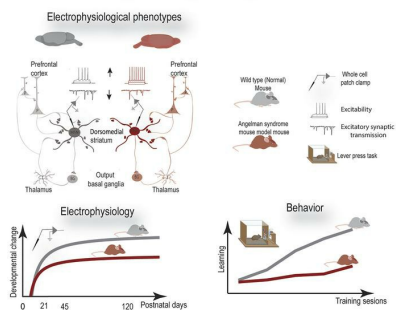 Electrophysiological phenotypes
Prefrontal
cortex
Prefrontal
cortex
Dorsomedial
striatum
Output
basal ganglia
Thalamus
Thalamus
Wild type (Normal)
Mouse
Angelman syndrome
mouse model mouse
Whole cell
patch clamp
Excitability
Excitatory synaptic
transmission
Lever press task
Electrophysiology
Developmental change
0 21 45 120 Postnatal days
Behavior
Learning
Training sesions